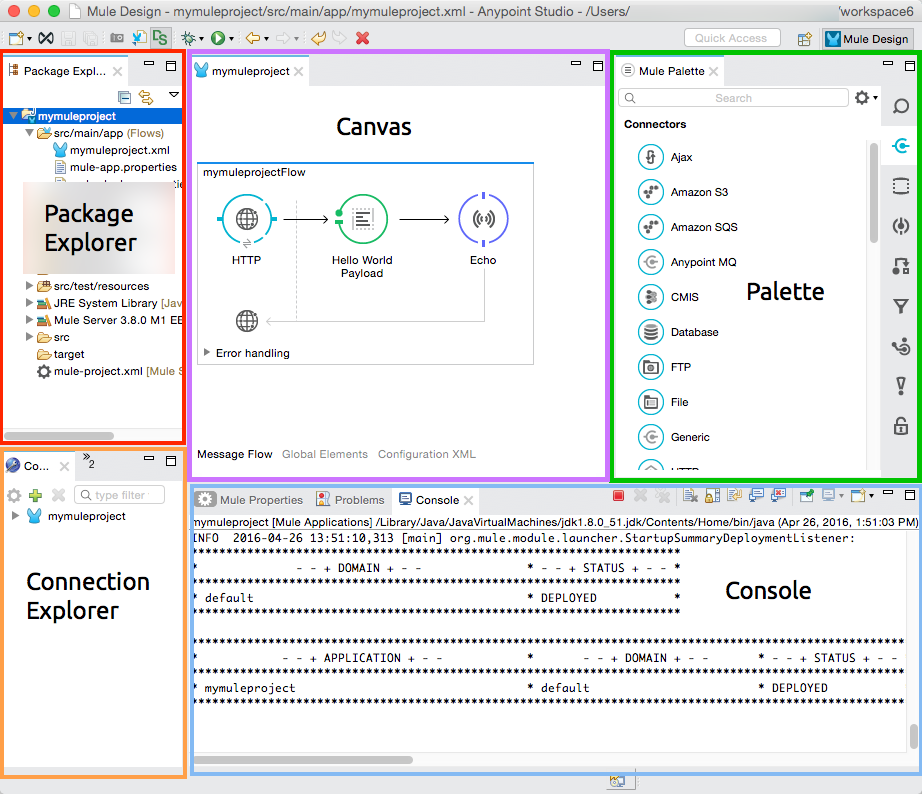 Mule Design - mymuleproject/src/main/app/mymuleproject.xml - Anypoint Studio - /Users/ /workspace6
Quick Access
Mule Design
Package Expl...
mymuleproject
src/main/app (Flows)
mymuleproject.xml
mule-app.properties
Package
Explorer
src/test/resources
JRE System Library [Jav
Mule Server 3.8.0 M1 EE
src
target
mule-project.xml [Mule S
mymuleproject
Canvas
mymuleprojectFlow
HTTP
Hello World
Payload
Echo
Error handling
Message Flow Global Elements Configuration XML
Mule Palette
Search
Connectors
Ajax
Amazon S3
Amazon SQS
Anypoint MQ
CMIS
Database
FTP
File
Generic
HTTP
Palette
Co...
»2
type filter
mymuleproject
Connection
Explorer
Mule Properties Problems Console
mymuleproject [Mule Applications] /Library/Java/JavaVirtualMachines/jdk1.8.0_51.jdk/Contents/Home/bin/java (Apr 26, 2016, 1:51:03 PM)
INFO 2016-04-26 13:51:10,313 [main] org.mule.module.launcher.StartupSummaryDeploymentListener:
**********************************************************************
* - - + DOMAIN + - - * - - + STATUS + - - *
**********************************************************************
* default * DEPLOYED *
**********************************************************************
*******************************************************************************************************
* - - + APPLICATION + - - * - - + DOMAIN + - - * - - + STATUS + - -
*******************************************************************************************************
* mymuleproject * default * DEPLOYED
*******************************************************************************************************
Console